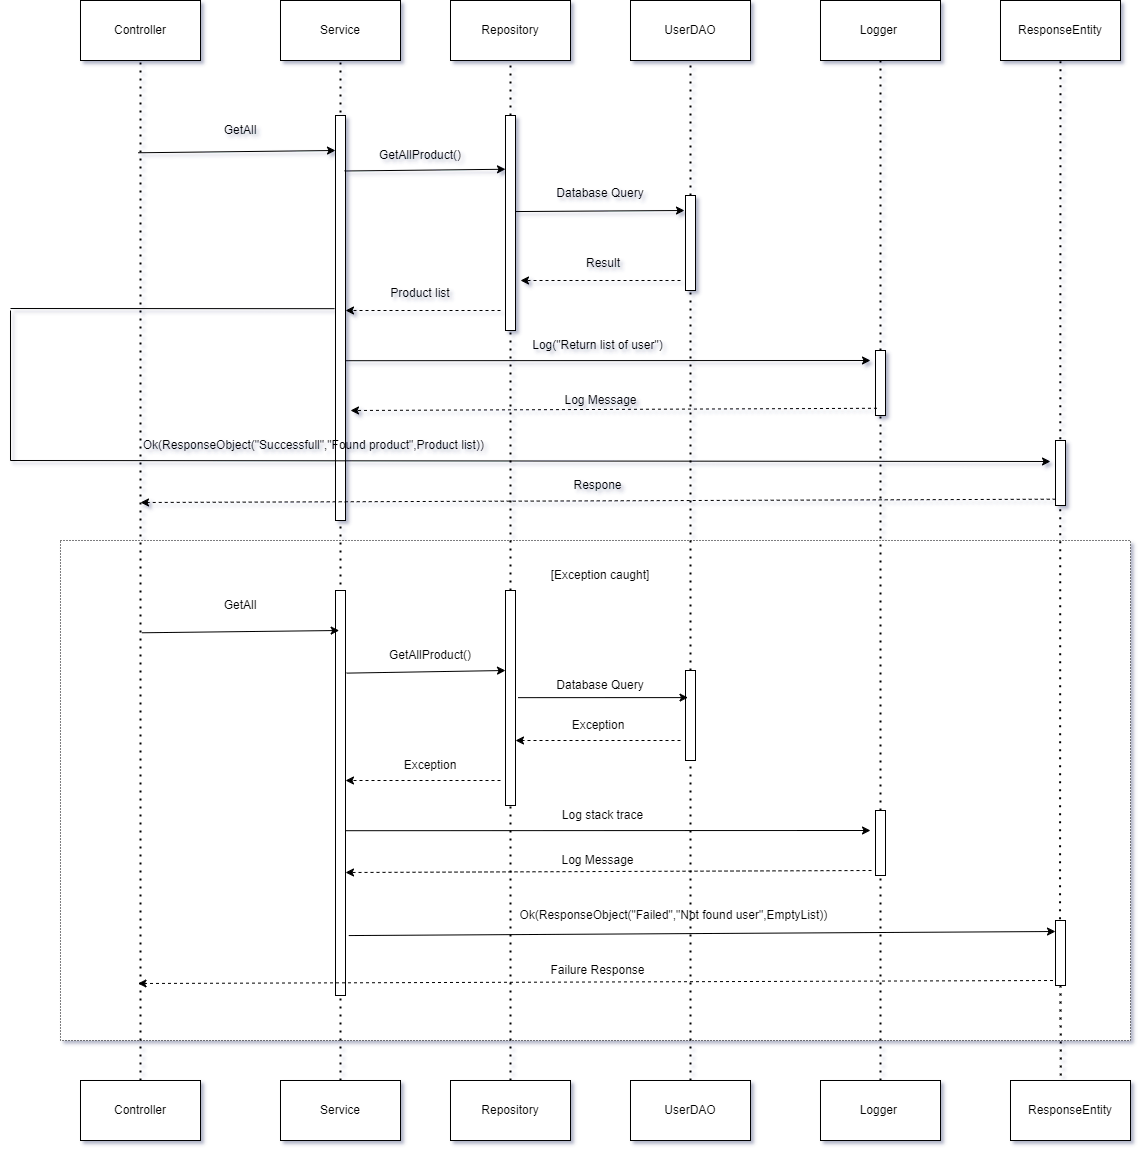 Controller
Service
Repository
UserDAO
Logger
ResponseEntity
GetAll
GetAllProduct()
Database Query
Result
Product list
Log("Return list of user")
Log Message
Ok(ResponseObject("Successfull","Found product",Product list))
Respone
[Exception caught]
GetAll
GetAllProduct()
Database Query
Exception
Exception
Log stack trace
Log Message
Ok(ResponseObject("Failed","Not found user",EmptyList))
Failure Response
Controller
Service
Repository
UserDAO
Logger
ResponseEntity